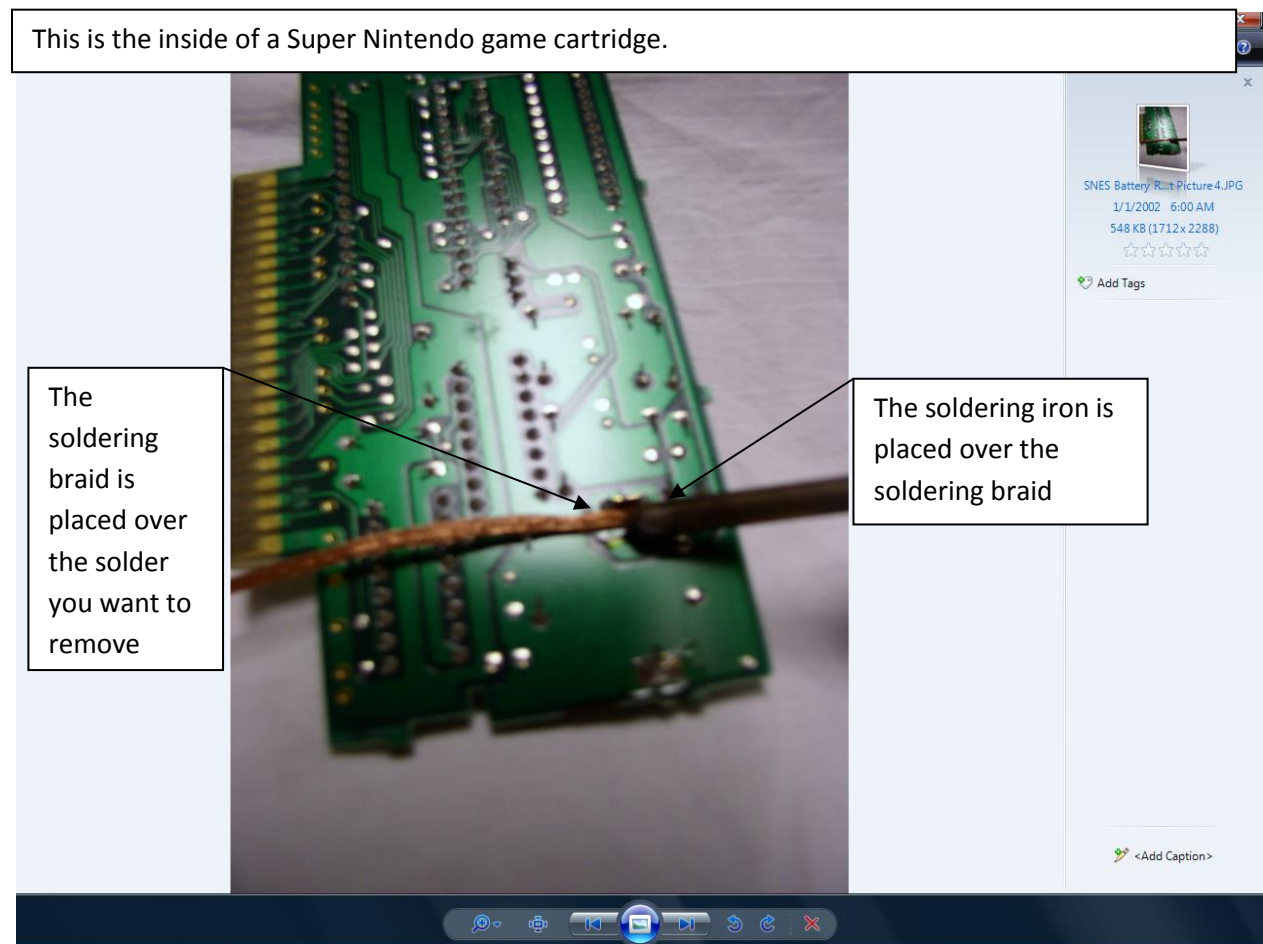 This is the inside of a Super Nintendo game cartridge.
SNES Battery R...t Picture 4.JPG
1/1/2002 6:00 AM
548 KB (1712 x 2288)
Add Tags
The
soldering
braid is
placed over
the solder
you want to
remove
The soldering iron is
placed over the
soldering braid
<Add Caption>